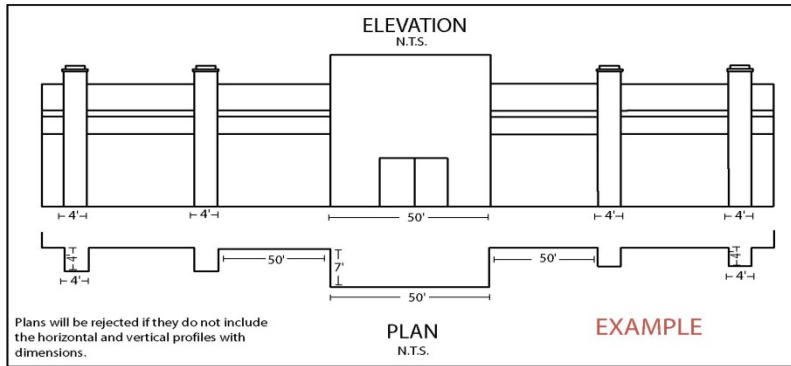 ELEVATION
N.T.S.
4'
4'
50'
4'
4'
4'
50'
7'
50'
4'
4'
50'
4'
Plans will be rejected if they do not include
the horizontal and vertical profiles with
dimensions.
PLAN
N.T.S.
EXAMPLE